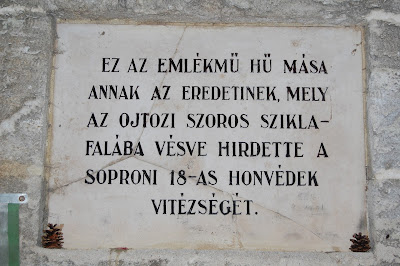 EZ AZ EMLÉKMŰ HŰ MÁSA
ANNAK AZ EREDETINEK, MELY
AZ OJTOZI SZOROS SZIKLA-
FALÁBA VÉSVE HIRDETTE A
SOPRONI 18-AS HONVÉDEK
VITÉZSÉGÉT.